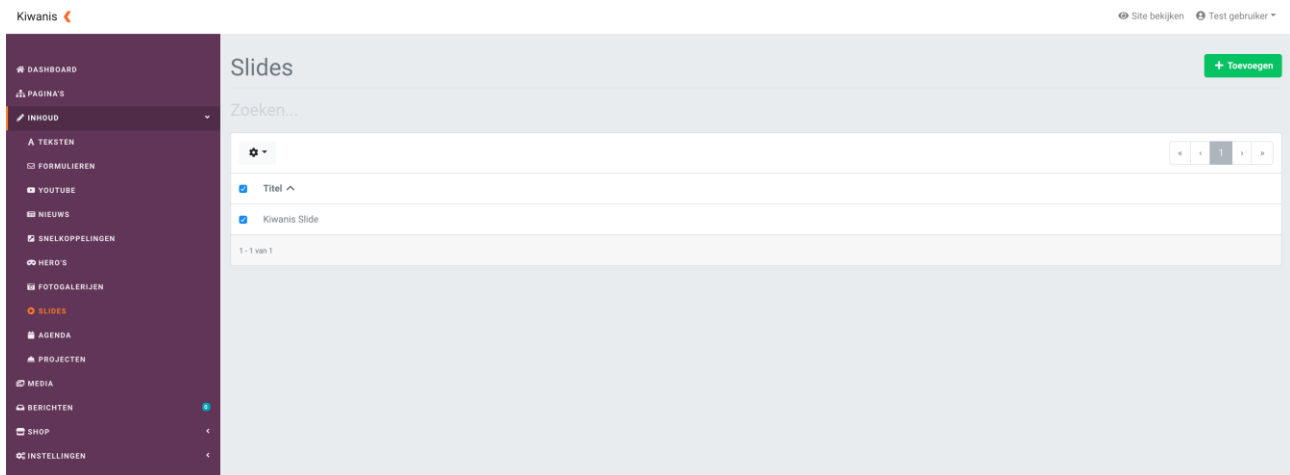 Kiwanis
Site bekijken
Test gebruiker
DASHBOARD
PAGINA'S
INHOUD
TEKSTEN
FORMULIEREN
YOUTUBE
NIEUWS
SNELKOPPELINGEN
HERO'S
FOTOGALERIJEN
SLIDES
AGENDA
PROJECTEN
MEDIA
BERICHTEN 0
SHOP
INSTELLINGEN
Slides
+ Toevoegen
Zoeken...
« ‹ 1 › »
Titel
Kiwanis Slide
1 - 1 van 1